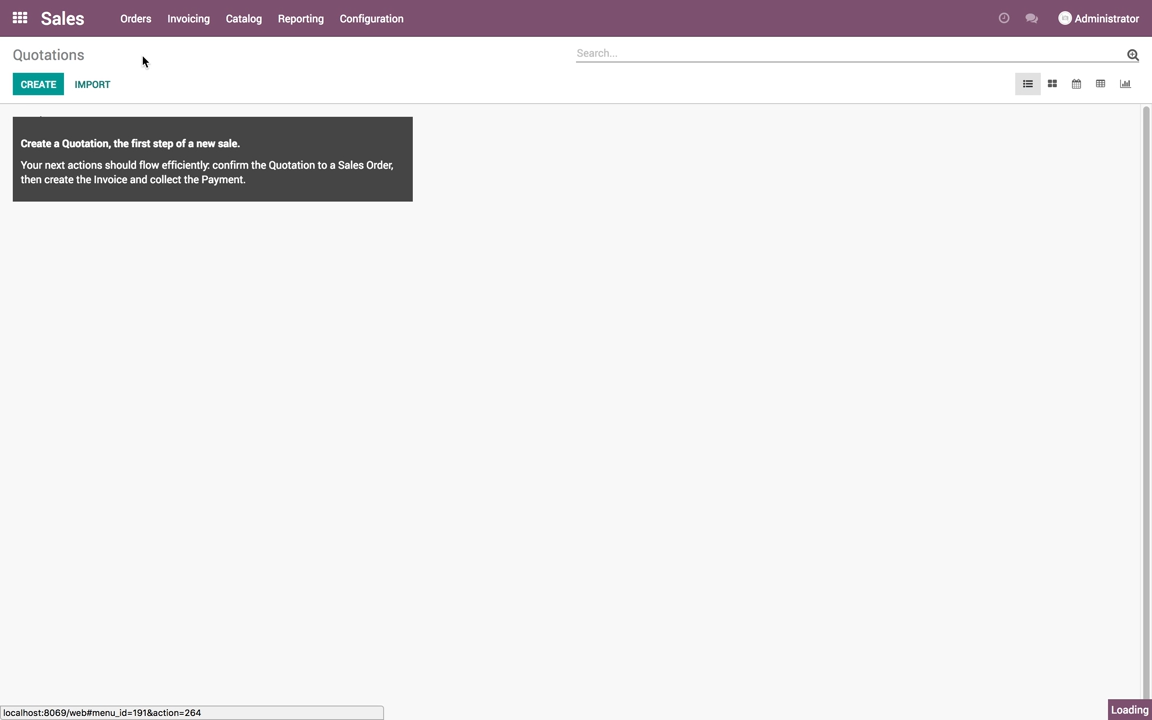 Sales Orders Invoicing Catalog Reporting Configuration Administrator
Quotations Search...
CREATE IMPORT
Create a Quotation, the first step of a new sale.
Your next actions should flow efficiently: confirm the Quotation to a Sales Order,
then create the Invoice and collect the Payment.
localhost:8069/web#menu_id=191&action=264
Loading